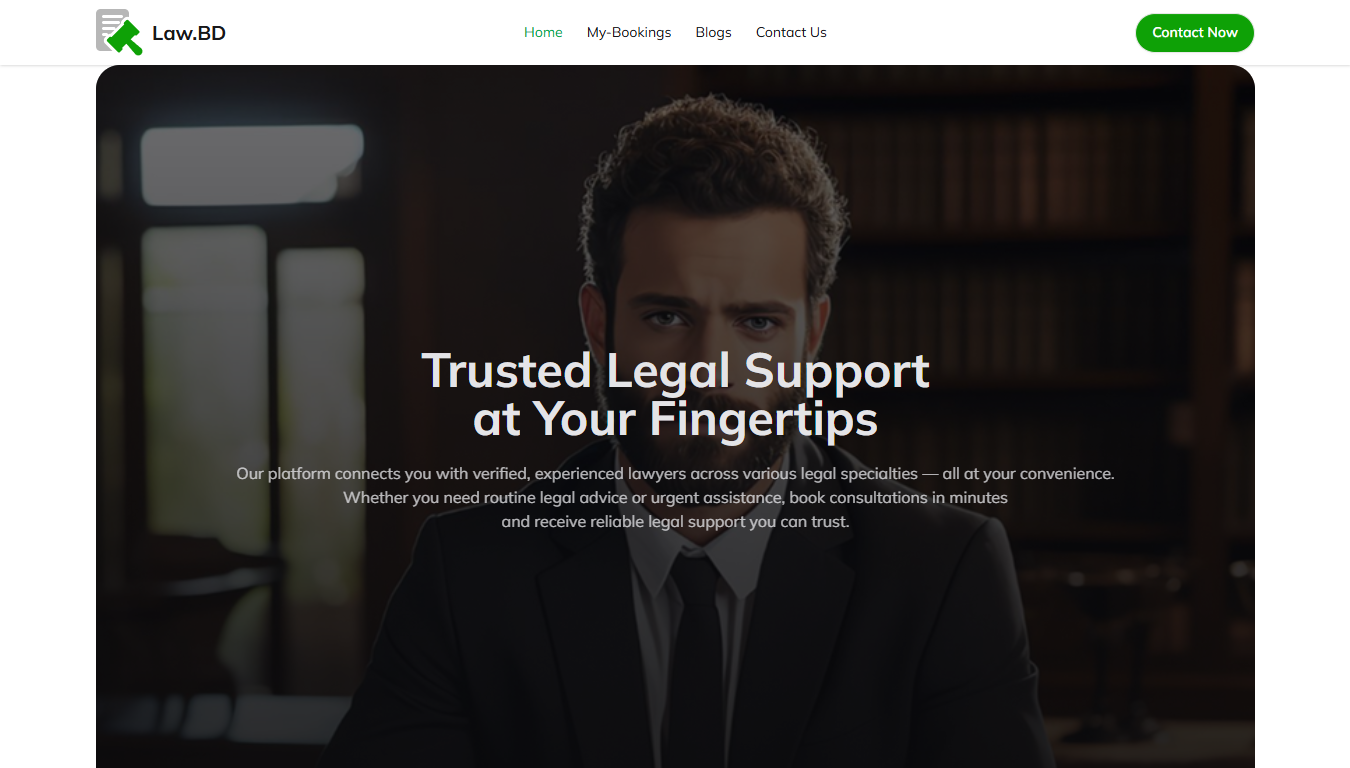 Law.BD
Home
My-Bookings
Blogs
Contact Us
Contact Now
Trusted Legal Support
at Your Fingertips
Our platform connects you with verified, experienced lawyers across various legal specialties — all at your convenience.
Whether you need routine legal advice or urgent assistance, book consultations in minutes
and receive reliable legal support you can trust.